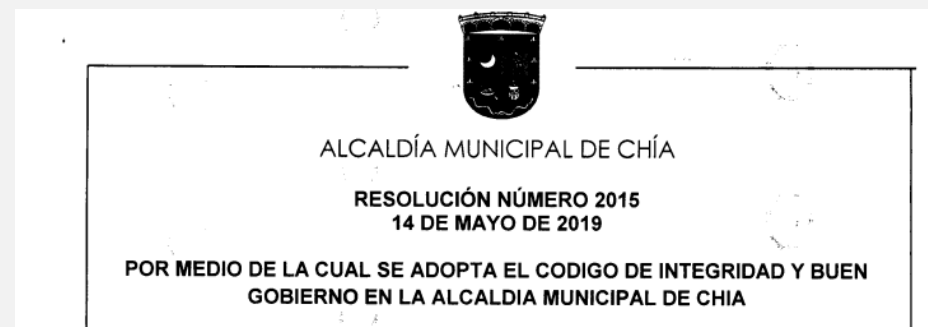 ALCALDÍA MUNICIPAL DE CHÍA
RESOLUCIÓN NÚMERO 2015
14 DE MAYO DE 2019
POR MEDIO DE LA CUAL SE ADOPTA EL CODIGO DE INTEGRIDAD Y BUEN
GOBIERNO EN LA ALCALDIA MUNICIPAL DE CHIA